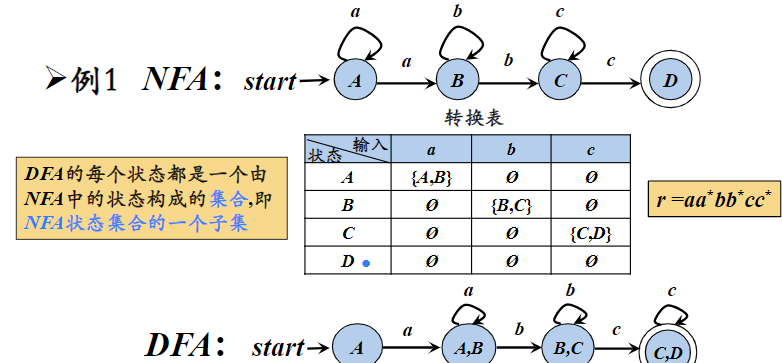 a b c
➢例1 NFA: start A a B b C c D
转换表
输入 状态 a b c
A {A,B} Ø Ø
B Ø {B,C} Ø
C Ø Ø {C,D}
D Ø Ø Ø
DFA的每个状态都是一个由
NFA中的状态构成的集合,即
NFA状态集合的一个子集
r =aa*bb*cc*
a b c
DFA: start A a A,B b B,C c C,D